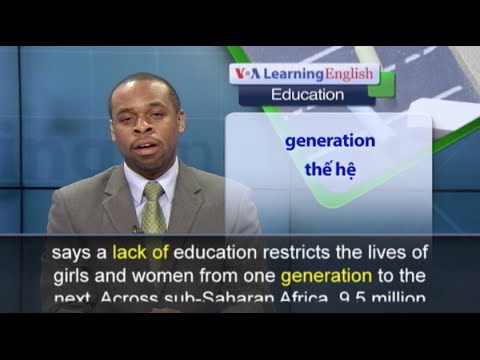 VOA Learning English
Education
generation
thế hệ
says a lack of education restricts the lives of
girls and women from one generation to the
next. Across sub-Saharan Africa, 9.5 million